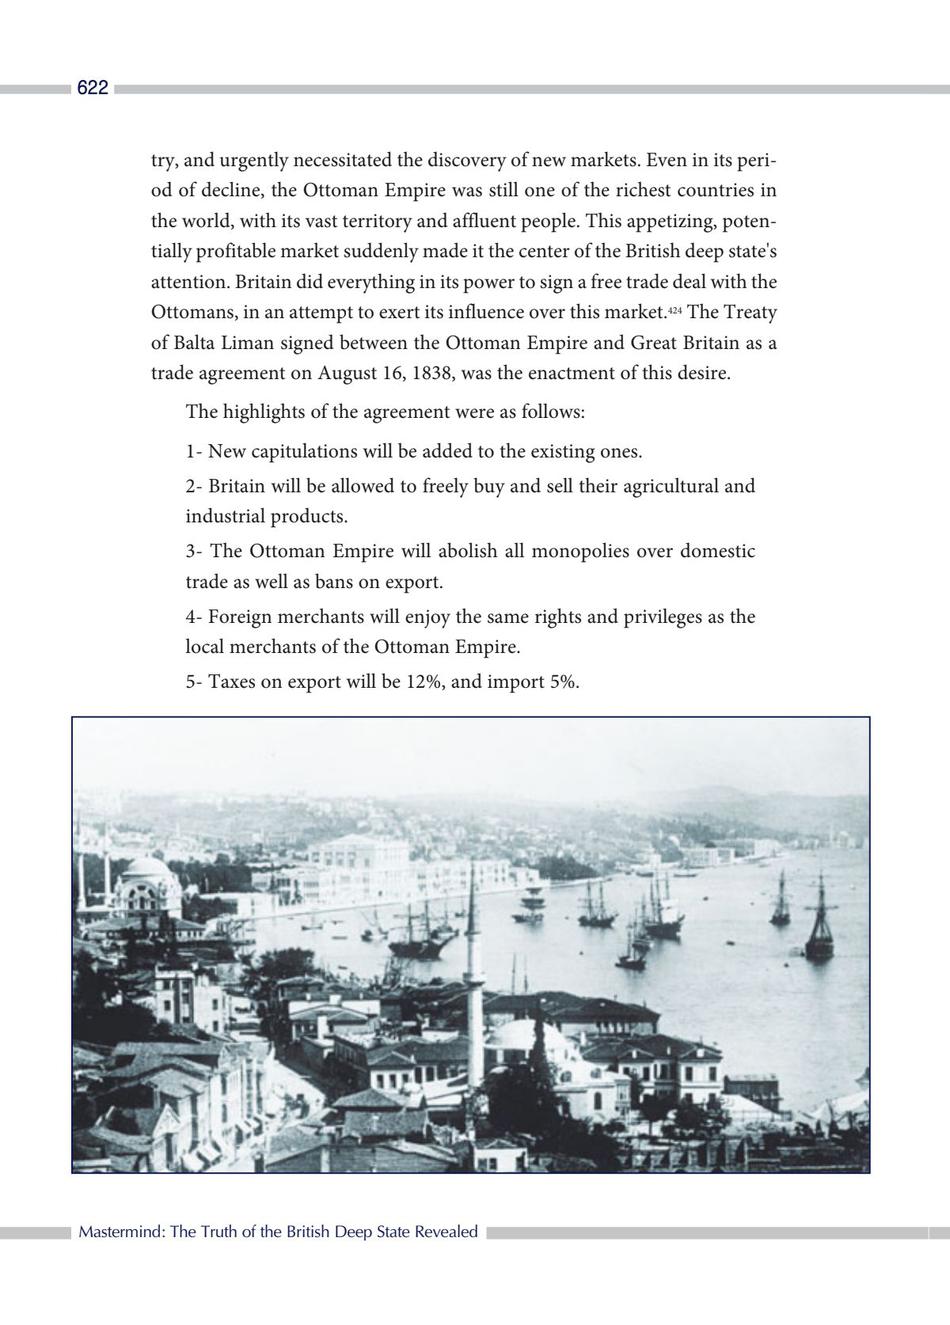 622
try, and urgently necessitated the discovery of new markets. Even in its peri-
od of decline, the Ottoman Empire was still one of the richest countries in
the world, with its vast territory and affluent people. This appetizing, poten-
tially profitable market suddenly made it the center of the British deep state's
attention. Britain did everything in its power to sign a free trade deal with the
Ottomans, in an attempt to exert its influence over this market.424 The Treaty
of Balta Liman signed between the Ottoman Empire and Great Britain as a
trade agreement on August 16, 1838, was the enactment of this desire.
The highlights of the agreement were as follows:
1- New capitulations will be added to the existing ones.
2- Britain will be allowed to freely buy and sell their agricultural and
industrial products.
3- The Ottoman Empire will abolish all monopolies over domestic
trade as well as bans on export.
4- Foreign merchants will enjoy the same rights and privileges as the
local merchants of the Ottoman Empire.
5- Taxes on export will be 12%, and import 5%.
Mastermind: The Truth of the British Deep State Revealed